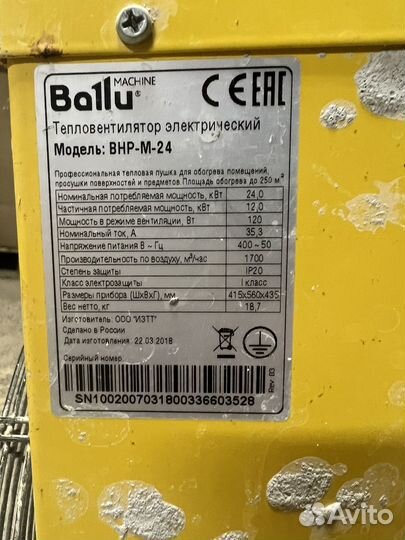 Ballu® MACHINE CE EAC
Тепловентилятор электрический
Модель: BHP-M-24
Профессиональная тепловая пушка для обогрева помещений,
просушки поверхностей и предметов. Площадь обогрева до 250 м²
Номинальная потребляемая мощность, кВт 24,0
Частичная потребляемая мощность, кВт 12,0
Мощность в режиме вентиляции, Вт 120
Номинальный ток, А 35,3
Напряжение питания В ~ Гц 400 ~ 50
Производительность по воздуху, м³/час 1700
Степень защиты IP20
Класс электрозащиты I класс
Размеры прибора (ШхВхГ), мм 415х560х435
Вес нетто, кг 18,7
Изготовитель: ООО "ИЗТТ"
Сделано в России
Дата изготовления: 22.03.2018
Серийный номер:
Rev. 03
SN1002007031800336603528
Avito